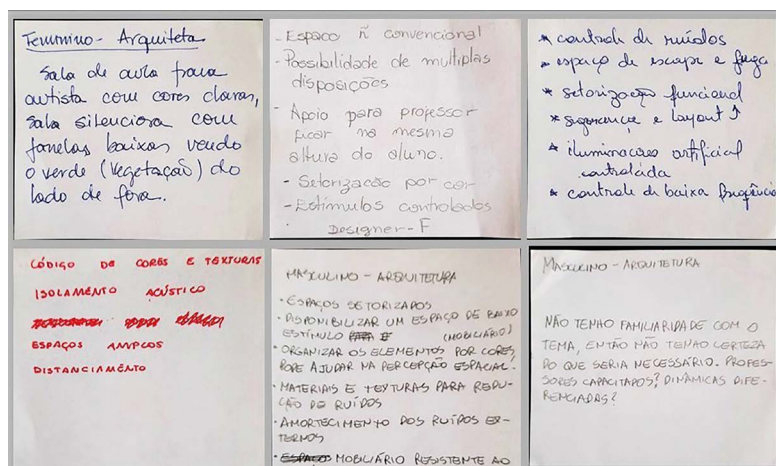 Feminino - Arquiteta
Sala de aula para
autista com cores claras,
sala silenciosa com
janelas baixas vendo
o verde (vegetação) do
lado de fora.
- Espaço ñ convencional
- Possibilidade de multiplas
disposições
- Apoio para projessor
ficar na mesma
altura do aluno.
- Setorização por cor
- Estímulos controlados
Designer - F
* controle de ruídos
* espaço de escape e fuga
* setorização funcional
* segurança e layout ↑
* iluminação artificial
controlada
* controle de baixa frequência
CÓDIGO DE CORES E TEXTURAS
ISOLAMENTO ACÚSTICO
ESPAÇOS AMPLOS
DISTANCIAMENTO
MASCULINO - ARQUITETURA
• ESPAÇOS SETORIZADOS
• DISPONIBILIZAR UM ESPAÇO DE BAIXO
ESTÍMULO (MOBILIÁRIO)
• ORGANIZAR OS ELEMENTOS POR CORES,
PODE AJUDAR NA PERCEPÇÃO ESPACIAL.
• MATERIAIS E TEXTURAS PARA REDU-
ÇÃO DE RUÍDOS
• AMORTECIMENTO DOS RUÍDOS EX-
TERNOS
• MOBILIÁRIO RESISTENTE AO
MASCULINO - ARQUITETURA
NÃO TENHO FAMILIARIDADE COM O
TEMA, ENTÃO NÃO TENHO CERTEZA
DO QUE SERIA NECESSÁRIO. PROFES-
SORES CAPACITADOS? DINÂMICAS DIFE-
RENCIADAS?